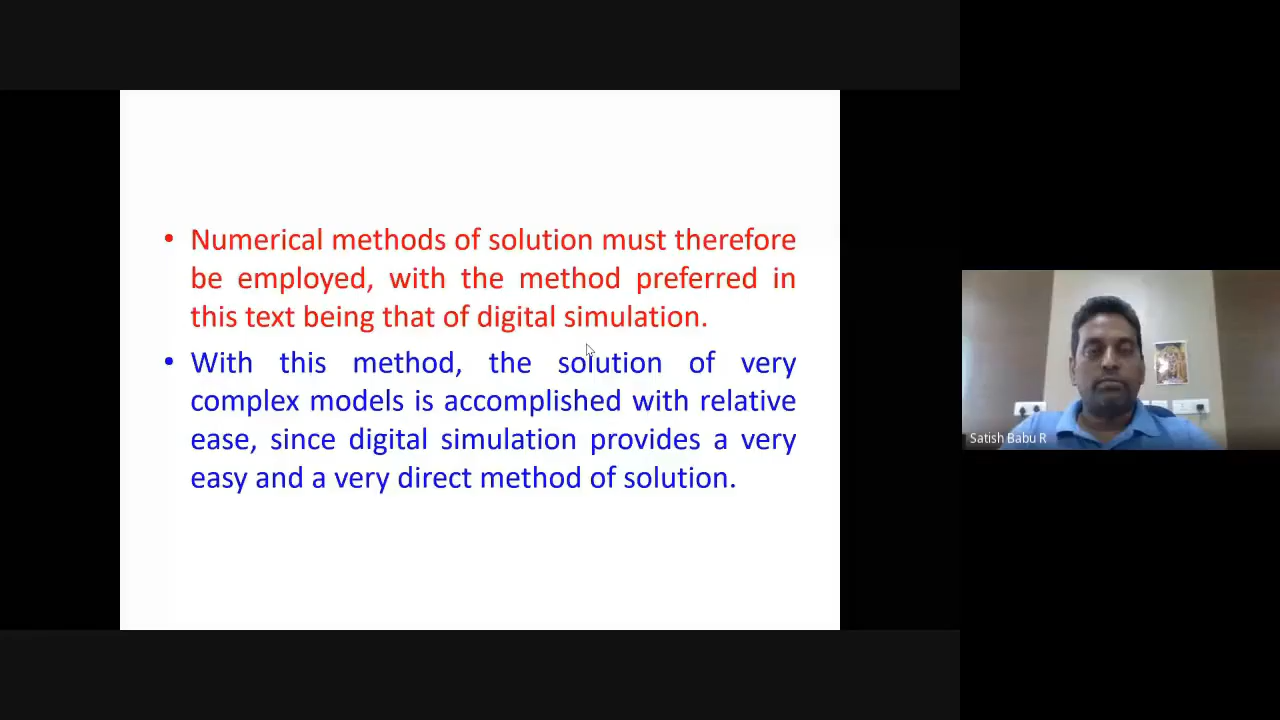 • Numerical methods of solution must therefore
be employed, with the method preferred in
this text being that of digital simulation.
• With this method, the solution of very
complex models is accomplished with relative
ease, since digital simulation provides a very
easy and a very direct method of solution.
Satish Babu R